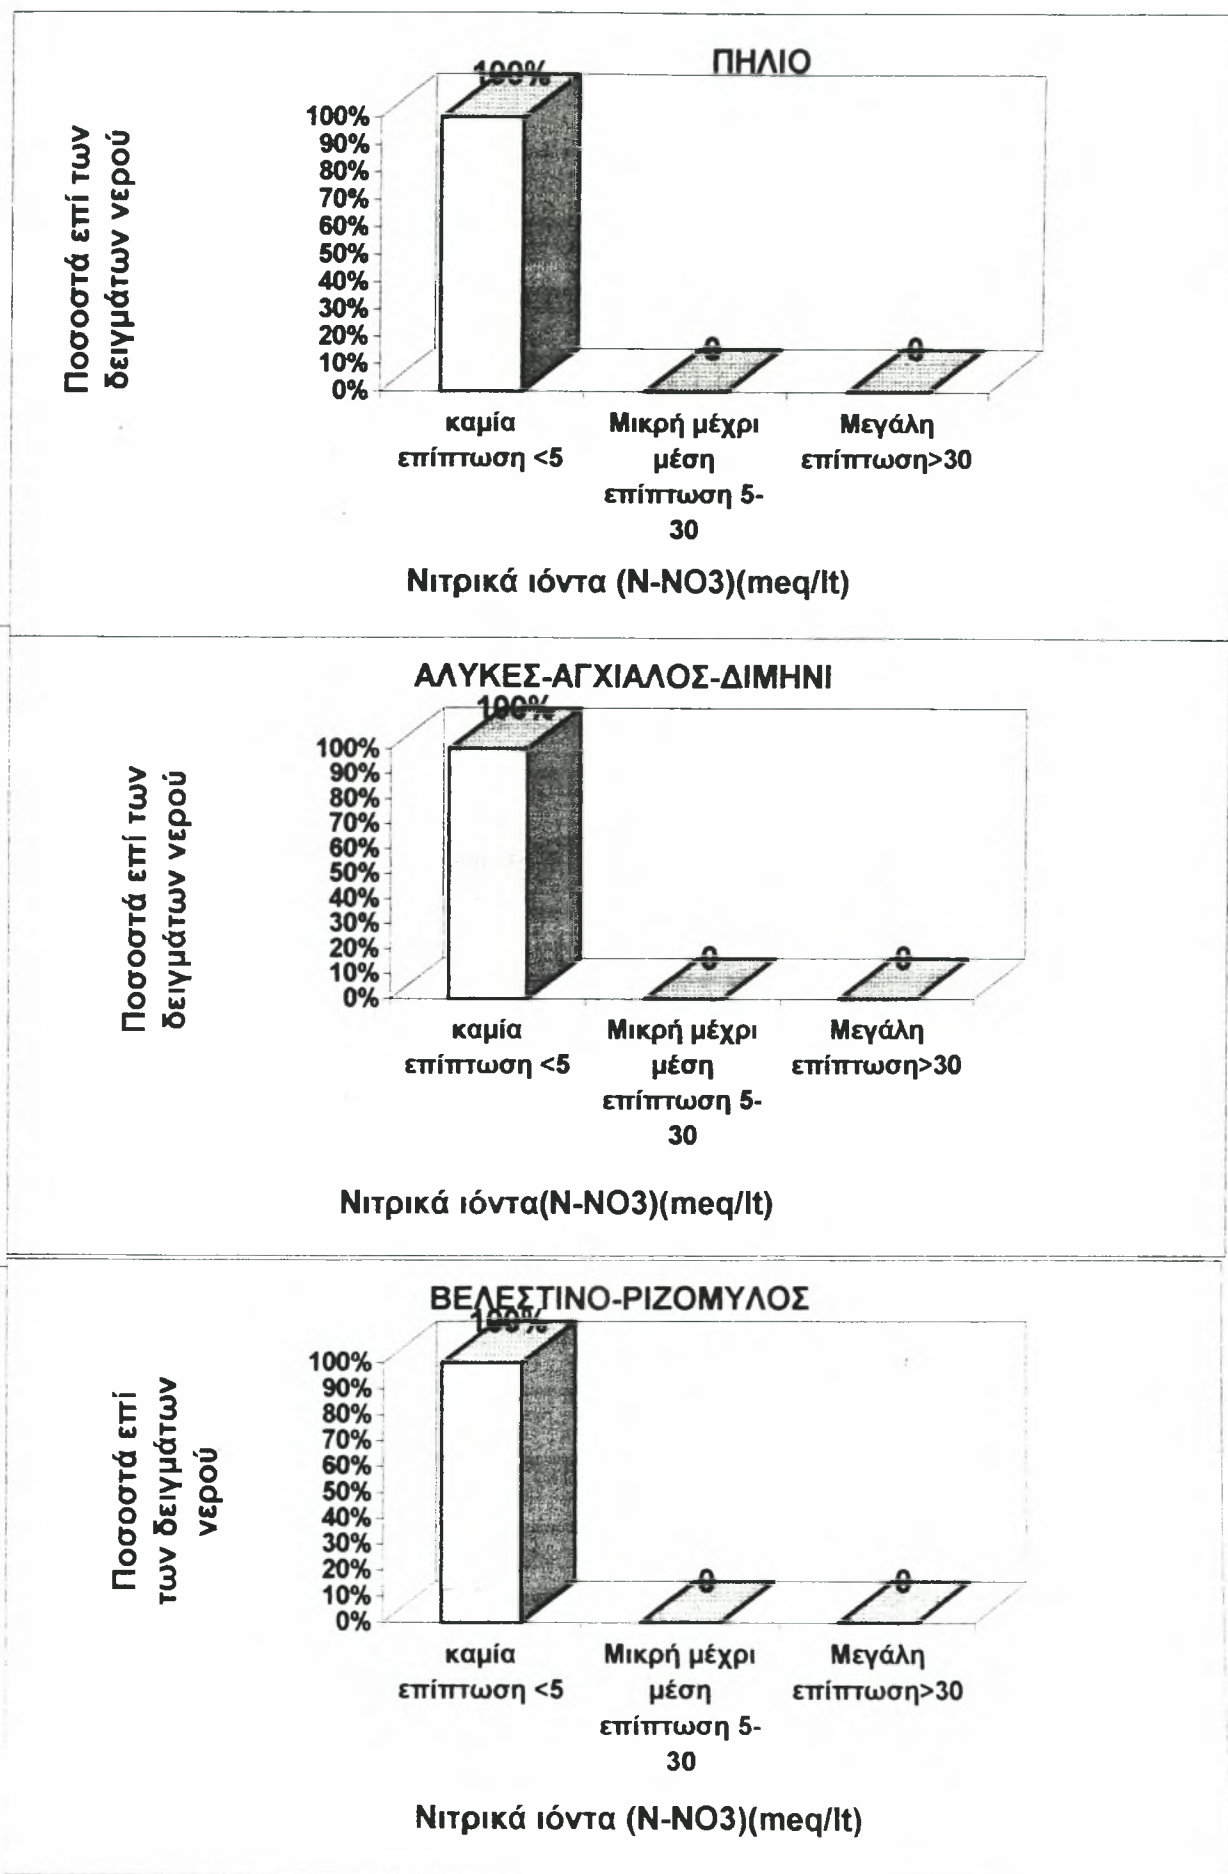 ΠΗΛΙΟ
100%
Ποσοστά επί των
δειγμάτων νερού
100%
90%
80%
70%
60%
50%
40%
30%
20%
10%
0%
0
0
καμία
επίπτωση <5
Μικρή μέχρι
μέση
επίπτωση 5-
30
Μεγάλη
επίπτωση>30
Νιτρικά ιόντα (N-NO3)(meq/lt)
ΑΛΥΚΕΣ-ΑΓΧΙΑΛΟΣ-ΔΙΜΗΝΙ
100%
Ποσοστά επί των
δειγμάτων νερού
100%
90%
80%
70%
60%
50%
40%
30%
20%
10%
0%
0
0
καμία
επίπτωση <5
Μικρή μέχρι
μέση
επίπτωση 5-
30
Μεγάλη
επίπτωση>30
Νιτρικά ιόντα(N-NO3)(meq/lt)
ΒΕΛΕΣΤΙΝΟ-ΡΙΖΟΜΥΛΟΣ
100%
Ποσοστά επί
των δειγμάτων
νερού
100%
90%
80%
70%
60%
50%
40%
30%
20%
10%
0%
0
0
καμία
επίπτωση <5
Μικρή μέχρι
μέση
επίπτωση 5-
30
Μεγάλη
επίπτωση>30
Νιτρικά ιόντα (N-NO3)(meq/lt)